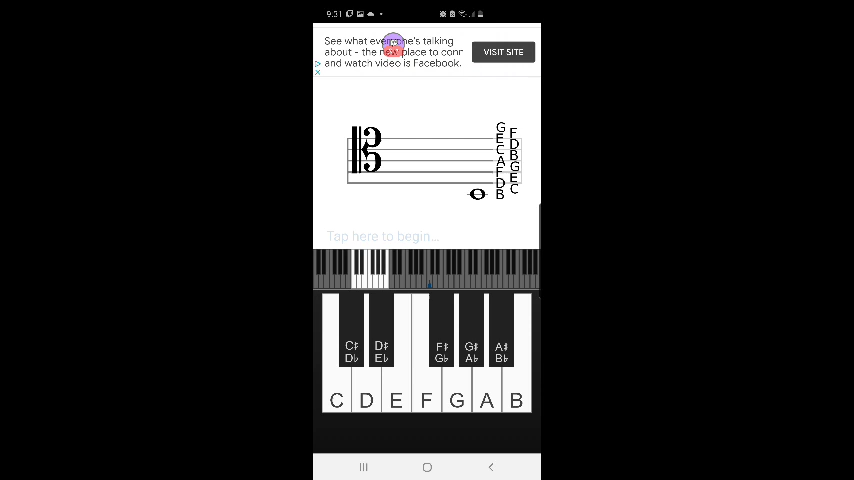 9:31
See what everyone's talking
about - the new place to conn
and watch video is Facebook.
VISIT SITE
G
F
E
D
C
B
A
G
F
E
D
C
B
Tap here to begin...
C♯ D♯ F♯ G♯ A♯
D♭ E♭ G♭ A♭ B♭
C D E F G A B